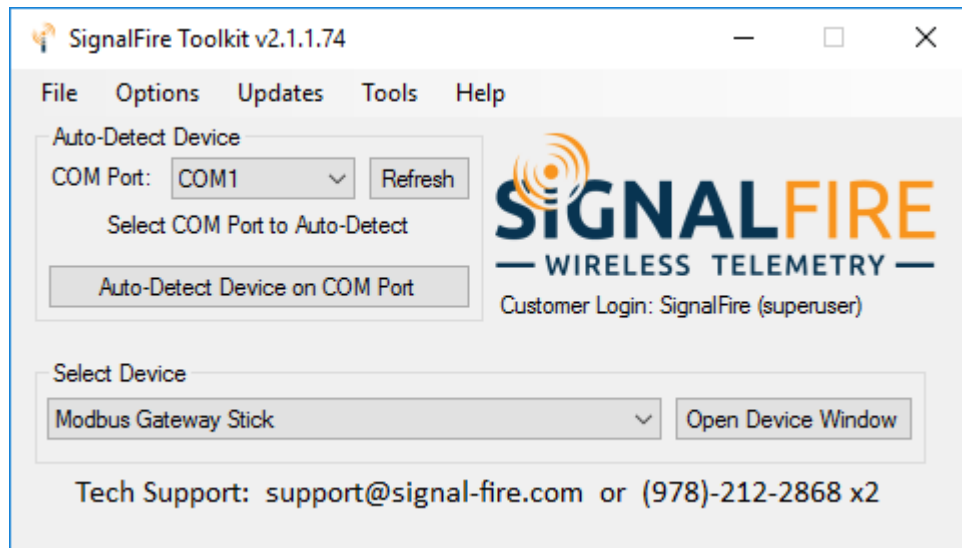 SignalFire Toolkit v2.1.1.74
File Options Updates Tools Help
Auto-Detect Device
COM Port: COM1 Refresh
Select COM Port to Auto-Detect
Auto-Detect Device on COM Port
SIGNALFIRE
WIRELESS TELEMETRY
Customer Login: SignalFire (superuser)
Select Device
Modbus Gateway Stick Open Device Window
Tech Support: support@signal-fire.com or (978)-212-2868 x2